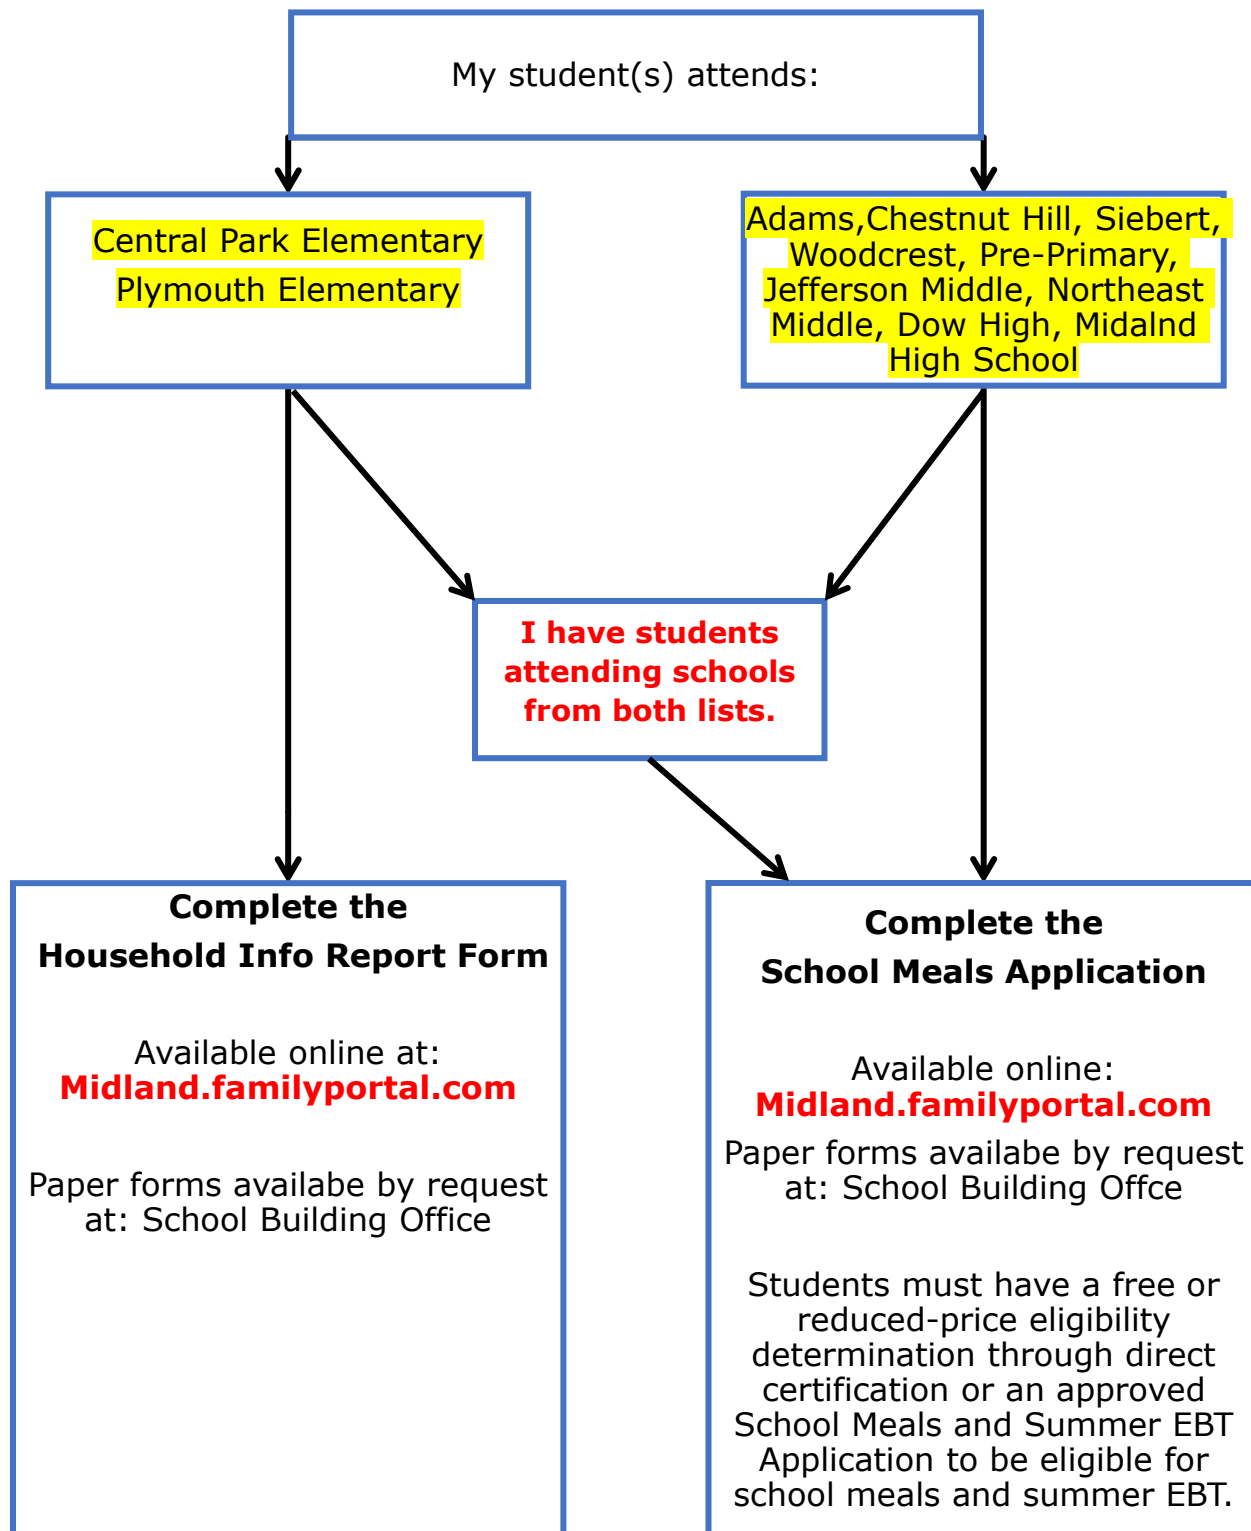 My student(s) attends:
Central Park Elementary
Plymouth Elementary
Adams,Chestnut Hill, Siebert,
Woodcrest, Pre-Primary,
Jefferson Middle, Northeast
Middle, Dow High, Midalnd
High School
I have students
attending schools
from both lists.
Complete the
Household Info Report Form
Available online at:
Midland.familyportal.com
Paper forms availabe by request
at: School Building Office
Complete the
School Meals Application
Available online:
Midland.familyportal.com
Paper forms availabe by request
at: School Building Offce
Students must have a free or
reduced-price eligibility
determination through direct
certification or an approved
School Meals and Summer EBT
Application to be eligible for
school meals and summer EBT.